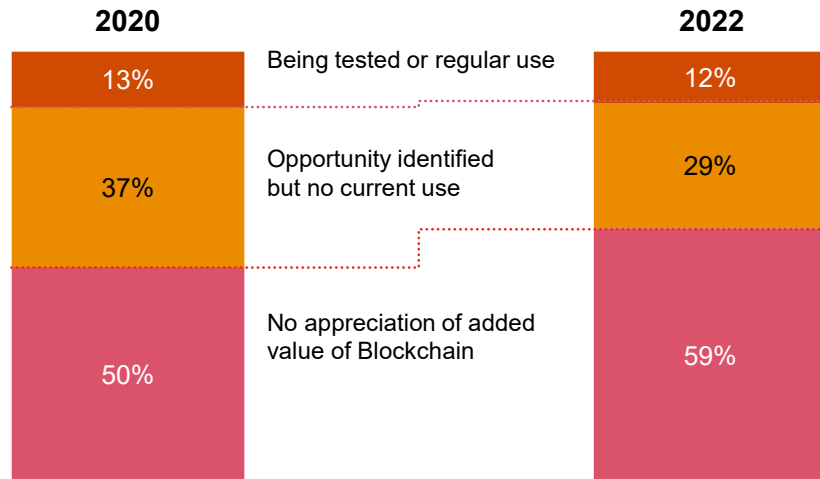 2020
2022
13%
Being tested or regular use
12%
37%
Opportunity identified
but no current use
29%
50%
No appreciation of added
value of Blockchain
59%